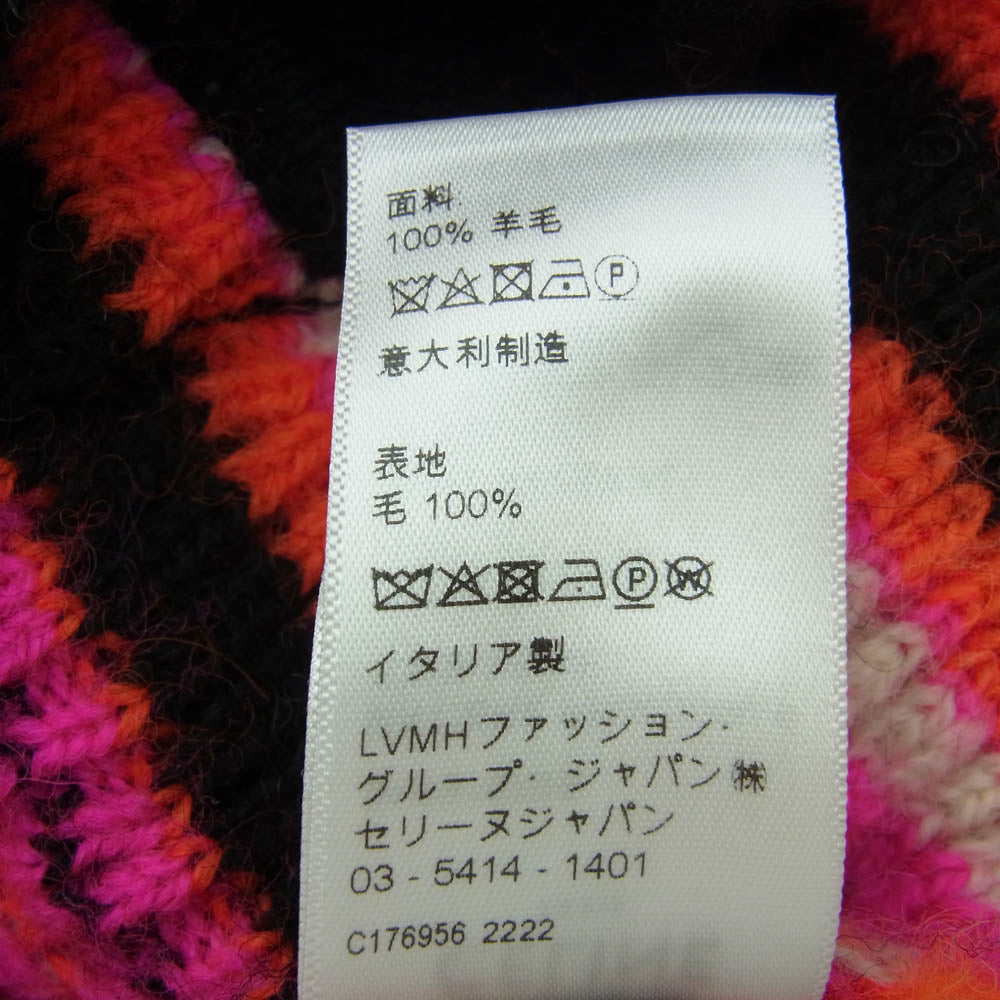 面料
100% 羊毛
P
意大利制造
表地
毛 100%
P W
イタリア製
LVMHファッション・
グループ・ジャパン㈱
セリーヌジャパン
03 - 5414 - 1401
C176956 2222